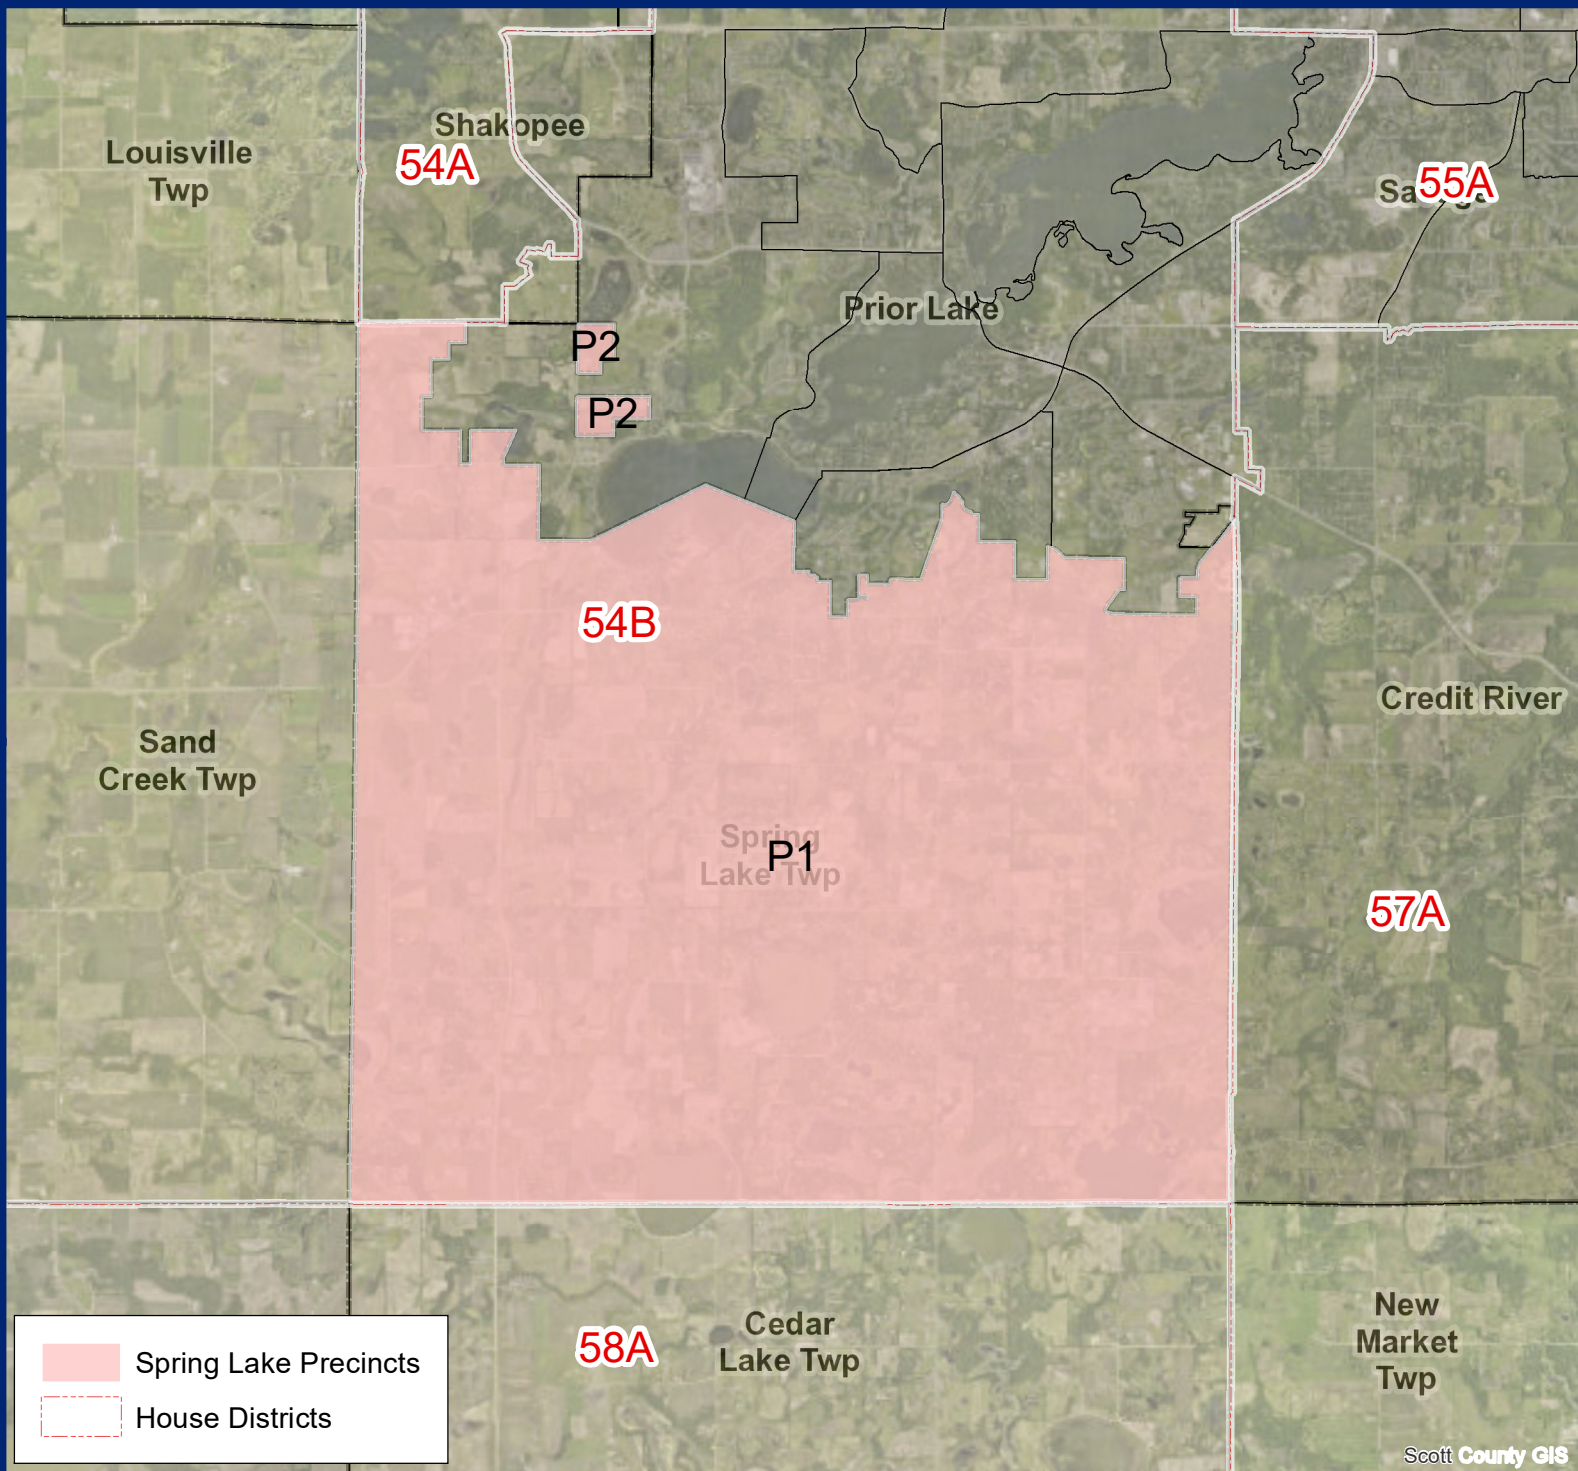 Shakopee
54A
Louisville
Twp
55A
Savage
Prior Lake
P2
P2
54B
Credit River
Sand
Creek Twp
Spring
Lake Twp
P1
57A
Cedar
Lake Twp
58A
New
Market
Twp
Spring Lake Precincts
House Districts
Scott County GIS